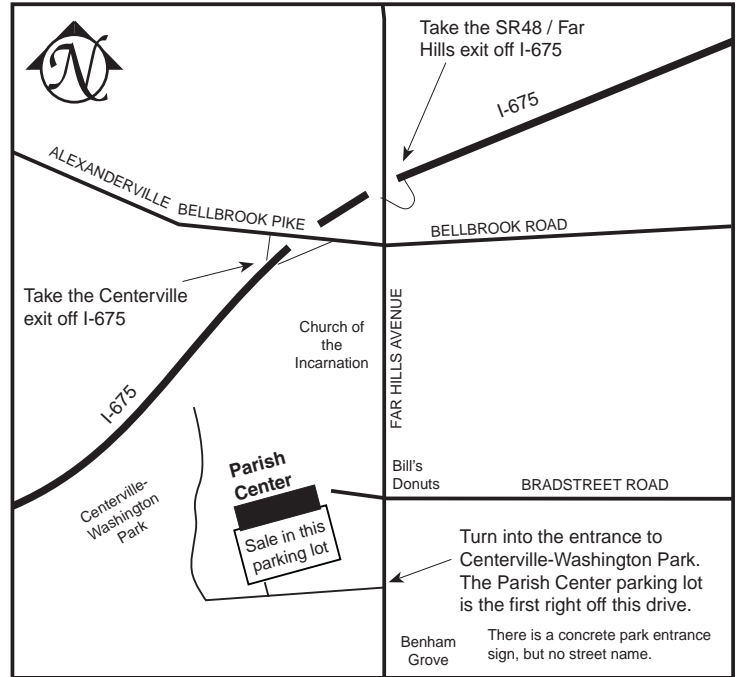 N
Take the SR48 / Far
Hills exit off I-675
I-675
ALEXANDERVILLE
BELLBROOK PIKE
BELLBROOK ROAD
Take the Centerville
exit off I-675
Church of
the
Incarnation
FAR HILLS AVENUE
I-675
Parish
Center
Bill's
Donuts
BRADSTREET ROAD
Centerville-
Washington
Park
Sale in this
parking lot
Turn into the entrance to
Centerville-Washington Park.
The Parish Center parking lot
is the first right off this drive.
Benham
Grove
There is a concrete park entrance
sign, but no street name.